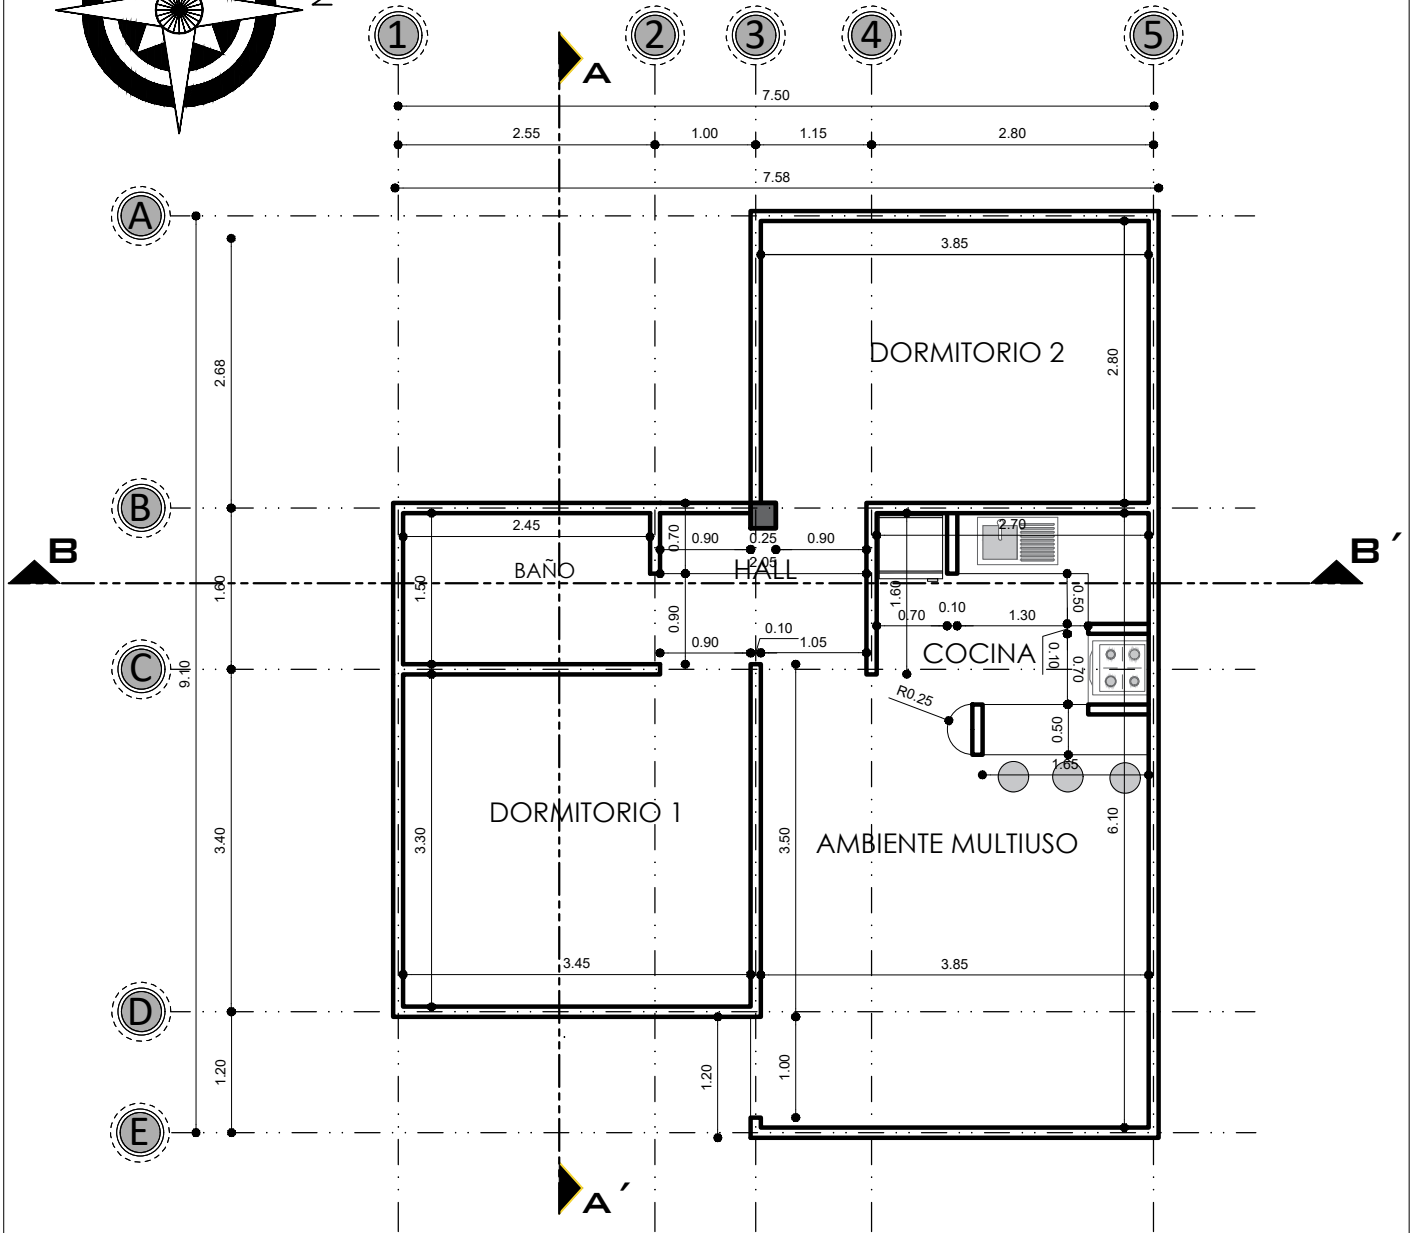 N
1 2 3 4 5
A
7.50
2.55 1.00 1.15 2.80
7.58
A
3.85
DORMITORIO 2
2.80
2.68
B
2.45
0.70
0.90 0.25 0.90
2.70
B
B´
BAÑO
2.05
HALL
1.60
1.50
1.60
0.50
0.70 0.10 1.30
0.90
0.90 0.10 1.05
COCINA
0.10
0.70
C
9.10
R0.25
0.50
1.65
DORMITORIO 1
3.40
3.30
3.50
6.10
AMBIENTE MULTIUSO
3.45
3.85
D
1.20
1.20
1.00
E
A´